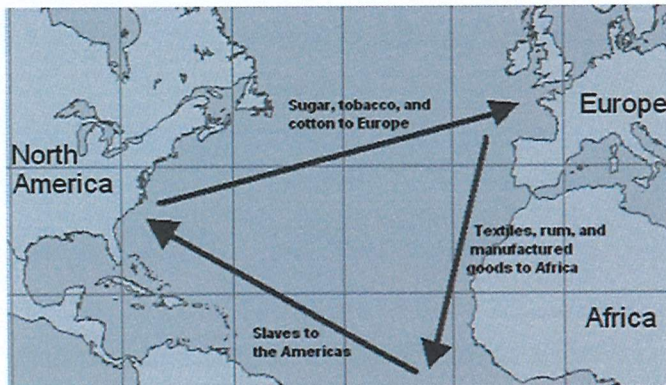 Sugar, tobacco, and
cotton to Europe
Europe
North
America
Textiles, rum, and
manufactured
goods to Africa
Africa
Slaves to
the Americas